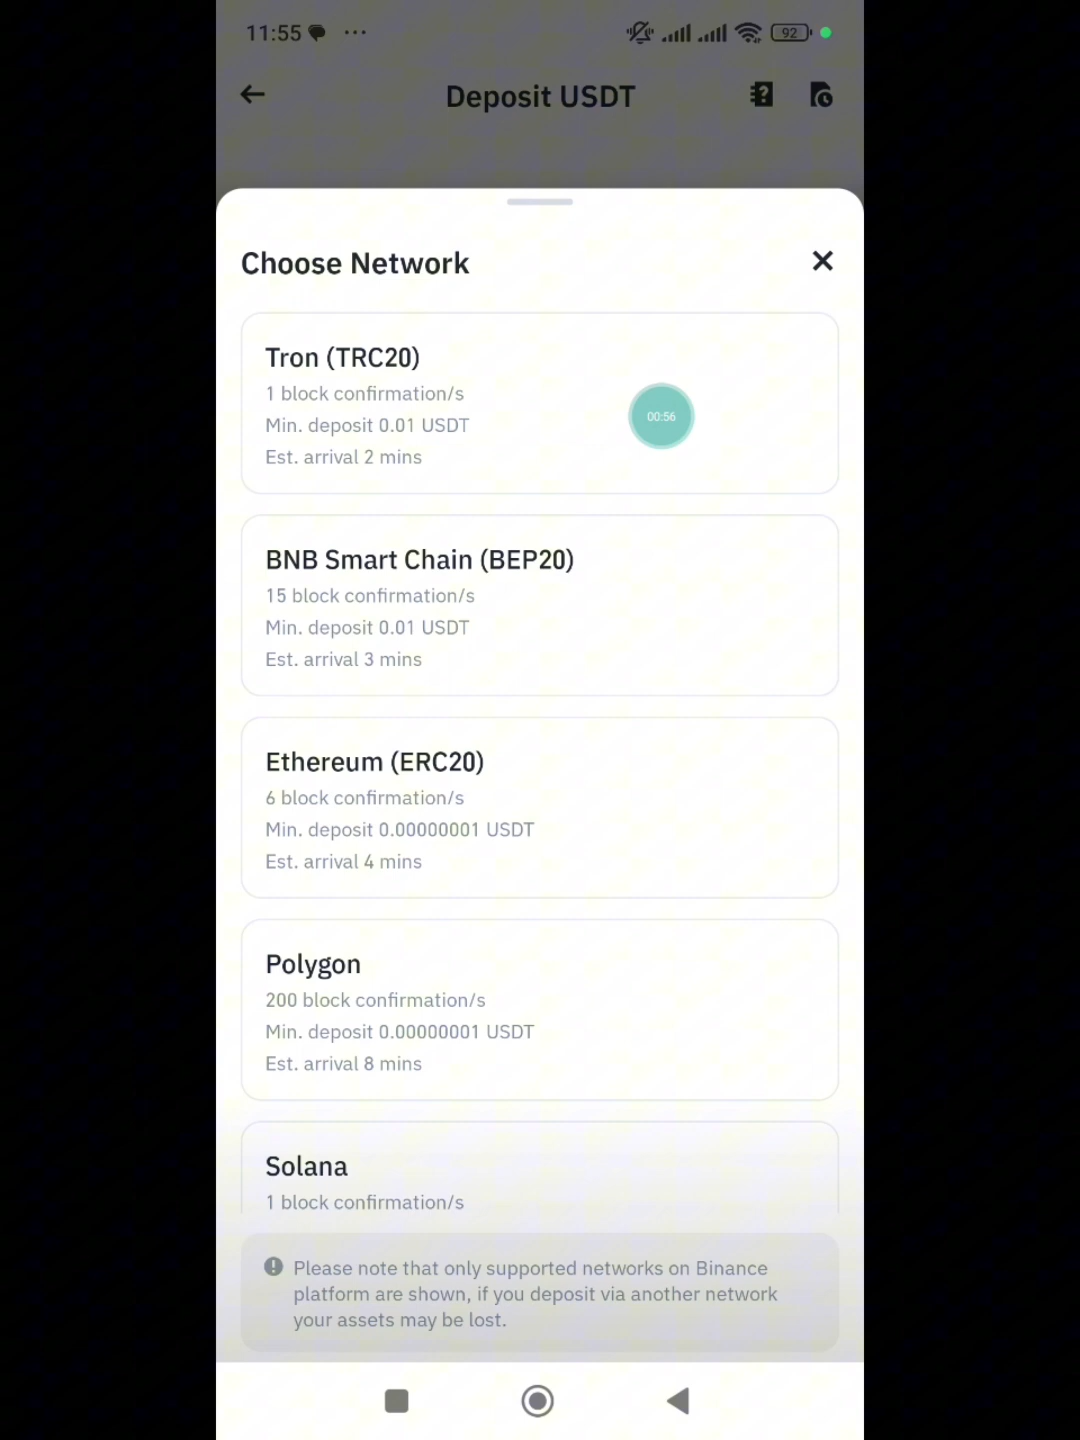 11:55
92
Deposit USDT
Choose Network
Tron (TRC20)
1 block confirmation/s
Min. deposit 0.01 USDT
Est. arrival 2 mins
00:56
BNB Smart Chain (BEP20)
15 block confirmation/s
Min. deposit 0.01 USDT
Est. arrival 3 mins
Ethereum (ERC20)
6 block confirmation/s
Min. deposit 0.00000001 USDT
Est. arrival 4 mins
Polygon
200 block confirmation/s
Min. deposit 0.00000001 USDT
Est. arrival 8 mins
Solana
1 block confirmation/s
Please note that only supported networks on Binance
platform are shown, if you deposit via another network
your assets may be lost.